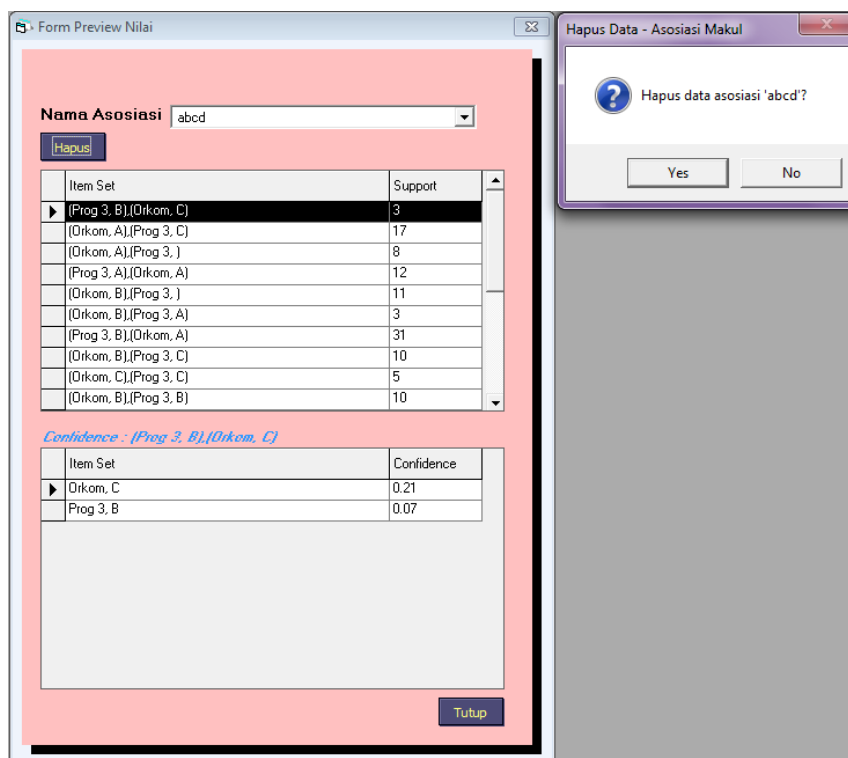 Form Preview Nilai
Nama Asosiasi abcd
Hapus
Item Set Support
(Prog 3, B),(Orkom, C) 3
(Orkom, A),(Prog 3, C) 17
(Orkom, A),(Prog 3, ) 8
(Prog 3, A),(Orkom, A) 12
(Orkom, B),(Prog 3, ) 11
(Orkom, B),(Prog 3, A) 3
(Prog 3, B),(Orkom, A) 31
(Orkom, B),(Prog 3, C) 10
(Orkom, C),(Prog 3, C) 5
(Orkom, B),(Prog 3, B) 10
Confidence : (Prog 3, B),(Orkom, C)
Item Set Confidence
Orkom, C 0.21
Prog 3, B 0.07
Tutup
Hapus Data - Asosiasi Makul
Hapus data asosiasi 'abcd'?
Yes No